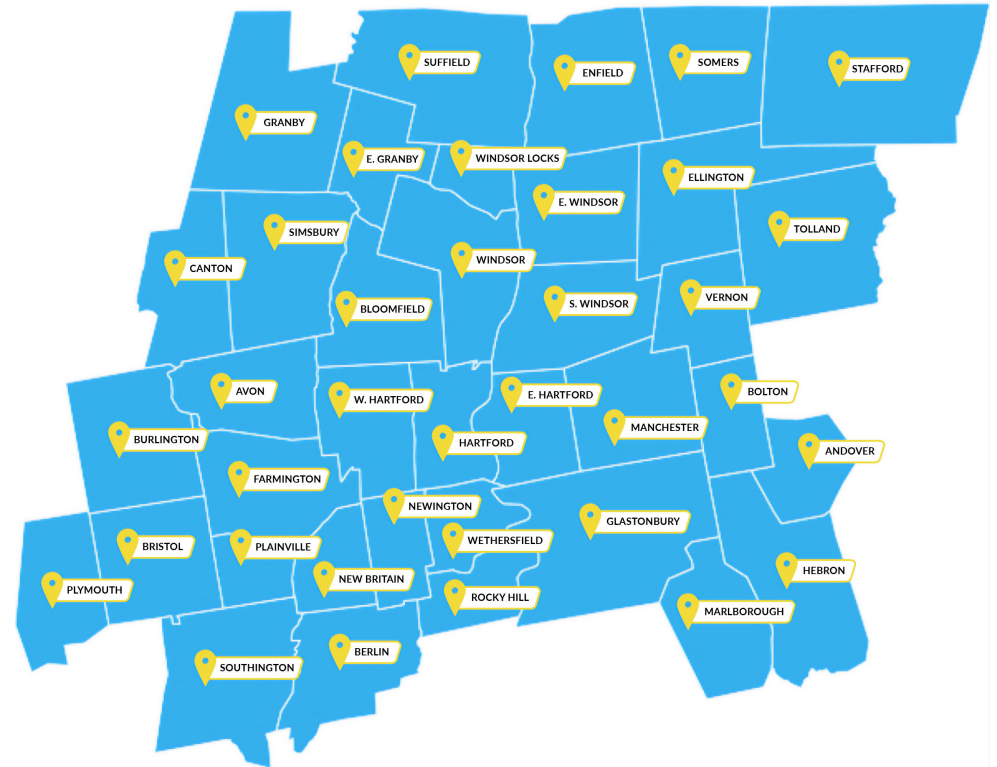 SUFFIELD
ENFIELD
SOMERS
STAFFORD
GRANBY
E. GRANBY
WINDSOR LOCKS
ELLINGTON
E. WINDSOR
SIMSBURY
TOLLAND
CANTON
WINDSOR
BLOOMFIELD
S. WINDSOR
VERNON
AVON
W. HARTFORD
E. HARTFORD
BOLTON
BURLINGTON
HARTFORD
MANCHESTER
ANDOVER
FARMINGTON
NEWINGTON
GLASTONBURY
BRISTOL
PLAINVILLE
WETHERSFIELD
PLYMOUTH
NEW BRITAIN
ROCKY HILL
HEBRON
MARLBOROUGH
SOUTHINGTON
BERLIN